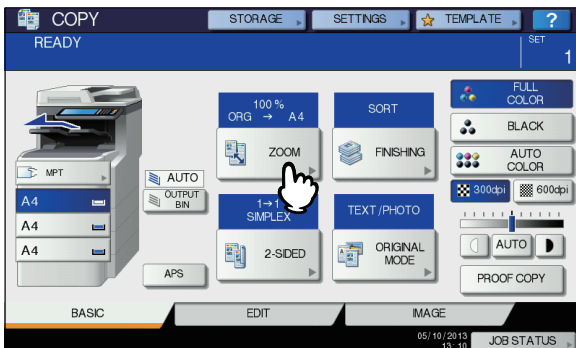 COPY
STORAGE
SETTINGS
TEMPLATE
?
READY
SET
1
100 %
ORG → A4
ZOOM
SORT
FINISHING
FULL
COLOR
BLACK
AUTO
COLOR
300dpi
600dpi
MPT
A4
A4
A4
AUTO
OUTPUT
BIN
APS
1→1
SIMPLEX
2-SIDED
TEXT/PHOTO
ORIGINAL
MODE
AUTO
PROOF COPY
BASIC
EDIT
IMAGE
05/10/2013
13:10
JOB STATUS